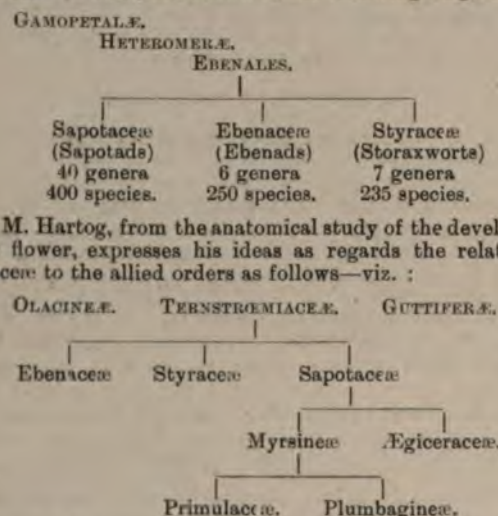 GAMOPETALÆ.
HETEROMERÆ.
EBENALES.
Sapotaceæ Ebenaceæ Styraceæ
(Sapotads) (Ebenads) (Storaxworts)
40 genera 6 genera 7 genera
400 species. 250 species. 235 species.
M. Hartog, from the anatomical study of the devel
flower, expresses his ideas as regards the relat
ceæ to the allied orders as follows—viz. :
OLACINEÆ. TERNSTRŒMIACEÆ. GUTTIFERÆ.
Ebenaceæ Styraceæ Sapotaceæ
Myrsineæ Ægiceraceæ.
Primulaceæ. Plumbagineæ.